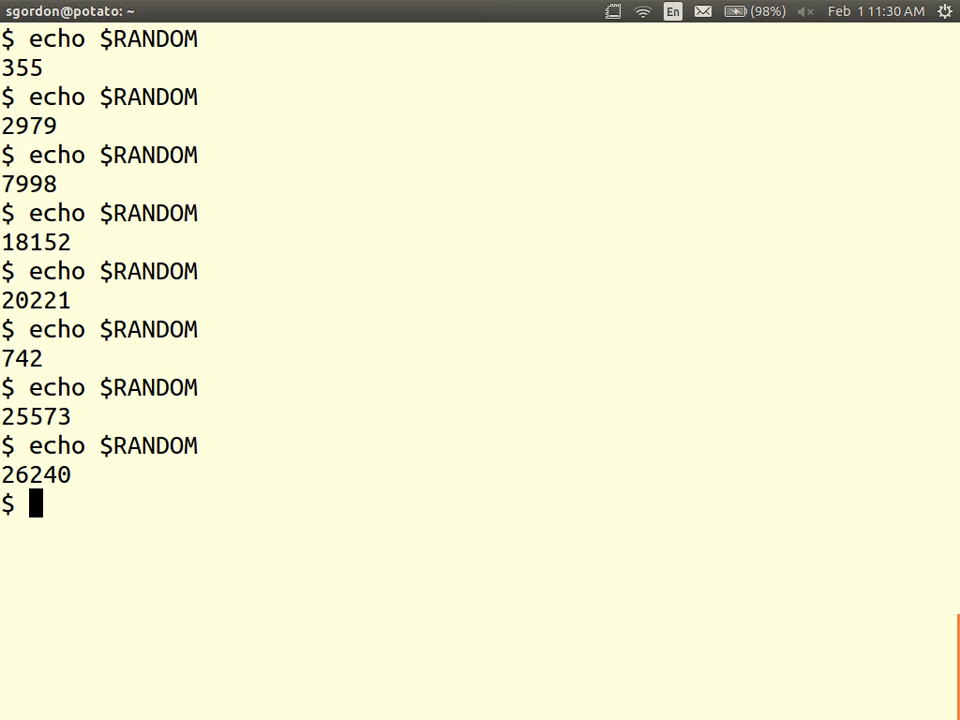 sgordon@potato: ~ En (98%) Feb 1 11:30 AM
$ echo $RANDOM
355
$ echo $RANDOM
2979
$ echo $RANDOM
7998
$ echo $RANDOM
18152
$ echo $RANDOM
20221
$ echo $RANDOM
742
$ echo $RANDOM
25573
$ echo $RANDOM
26240
$